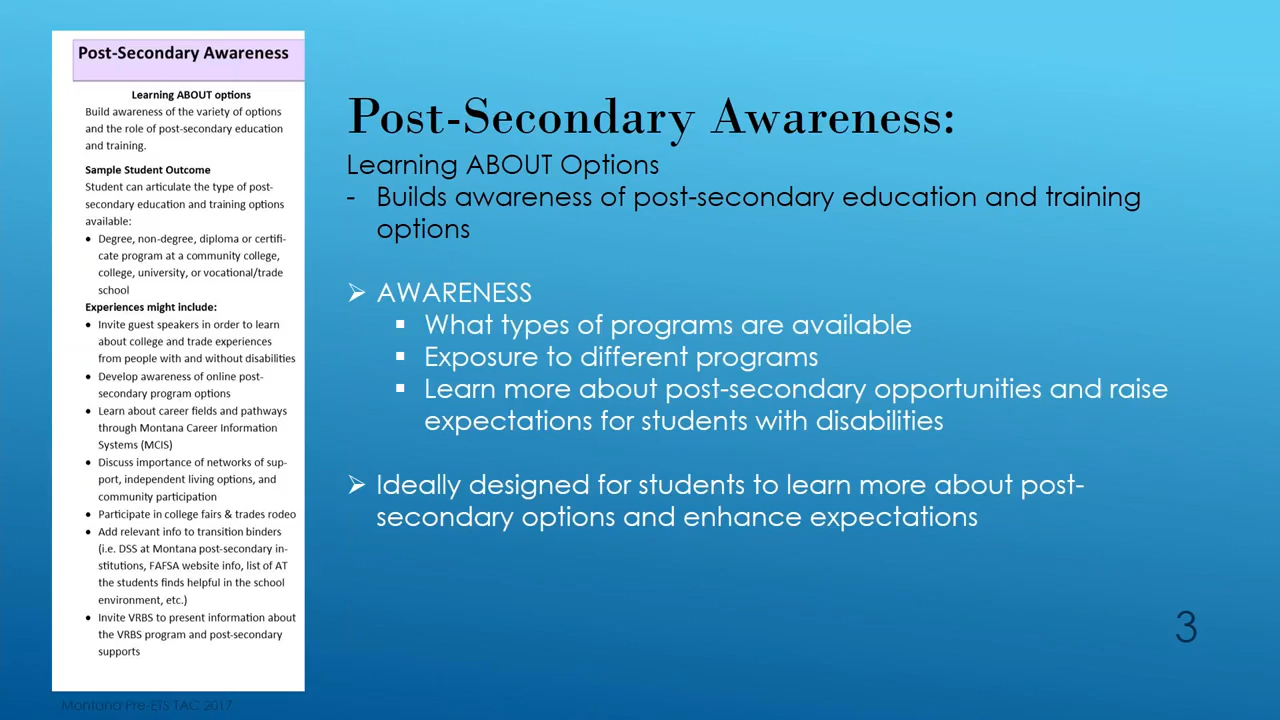 Post-Secondary Awareness
Learning ABOUT options
Build awareness of the variety of options
and the role of post-secondary education
and training.
Sample Student Outcome
Student can articulate the type of post-
secondary education and training options
available:
• Degree, non-degree, diploma or certifi-
cate program at a community college,
college, university, or vocational/trade
school
Experiences might include:
• Invite guest speakers in order to learn
about college and trade experiences
from people with and without disabilities
• Develop awareness of online post-
secondary program options
• Learn about career fields and pathways
through Montana Career Information
Systems (MCIS)
• Discuss importance of networks of sup-
port, independent living options, and
community participation
• Participate in college fairs & trades rodeo
• Add relevant info to transition binders
(i.e. DSS at Montana post-secondary in-
stitutions, FAFSA website info, list of AT
the students finds helpful in the school
environment, etc.)
• Invite VRBS to present information about
the VRBS program and post-secondary
supports
Post-Secondary Awareness:
Learning ABOUT Options
- Builds awareness of post-secondary education and training
options
➢ AWARENESS
▪ What types of programs are available
▪ Exposure to different programs
▪ Learn more about post-secondary opportunities and raise
expectations for students with disabilities
➢ Ideally designed for students to learn more about post-
secondary options and enhance expectations
3
Montana Pre-ETS TAC 2017